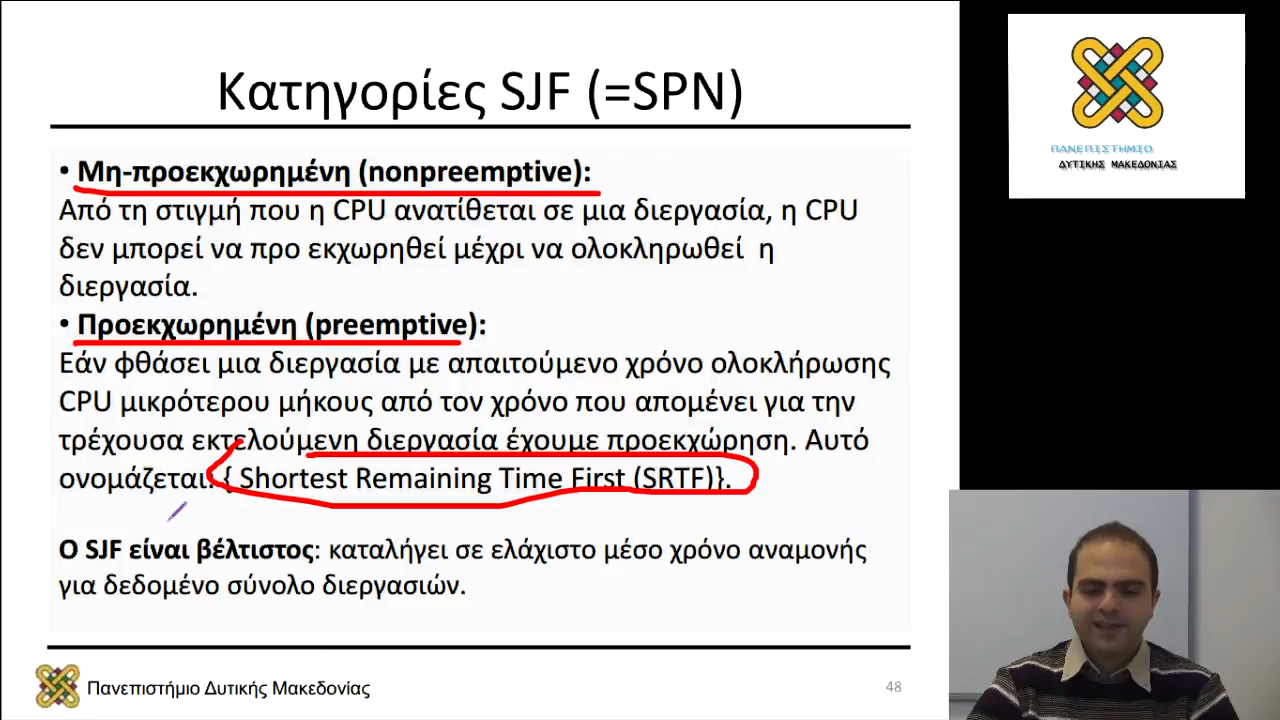 Κατηγορίες SJF (=SPN)
• Μη-προεκχωρημένη (nonpreemptive):
Από τη στιγμή που η CPU ανατίθεται σε μια διεργασία, η CPU
δεν μπορεί να προ εκχωρηθεί μέχρι να ολοκληρωθεί η
διεργασία.
• Προεκχωρημένη (preemptive):
Εάν φθάσει μια διεργασία με απαιτούμενο χρόνο ολοκλήρωσης
CPU μικρότερου μήκους από τον χρόνο που απομένει για την
τρέχουσα εκτελούμενη διεργασία έχουμε προεκχώρηση. Αυτό
ονομάζεται: { Shortest Remaining Time First (SRTF)}.
Ο SJF είναι βέλτιστος: καταλήγει σε ελάχιστο μέσο χρόνο αναμονής
για δεδομένο σύνολο διεργασιών.
Πανεπιστήμιο Δυτικής Μακεδονίας
48
ΠΑΝΕΠΙΣΤΗΜΙΟ
ΔΥΤΙΚΗΣ ΜΑΚΕΔΟΝΙΑΣ